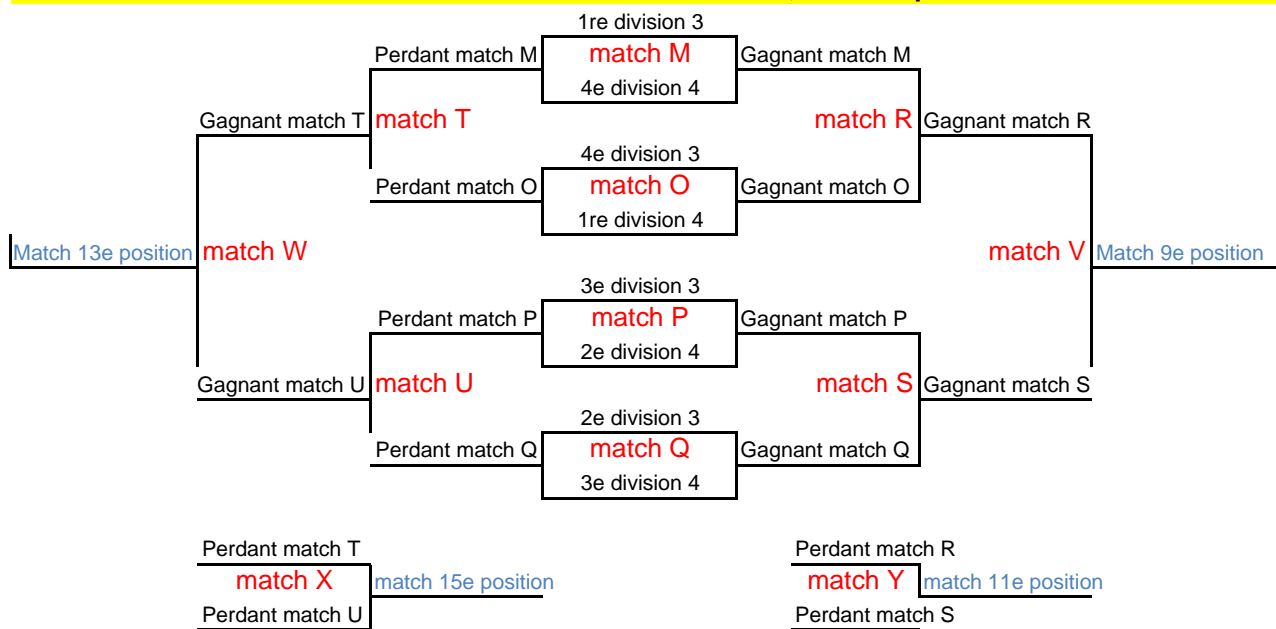 1re division 3
Perdant match M
match M
Gagnant match M
4e division 4
Gagnant match T
match T
match R
Gagnant match R
4e division 3
Perdant match O
match O
Gagnant match O
1re division 4
Match 13e position
match W
match V
Match 9e position
3e division 3
Perdant match P
match P
Gagnant match P
2e division 4
Gagnant match U
match U
match S
Gagnant match S
2e division 3
Perdant match Q
match Q
Gagnant match Q
3e division 4
Perdant match T
match X
match 15e position
Perdant match U
Perdant match R
match Y
match 11e position
Perdant match S